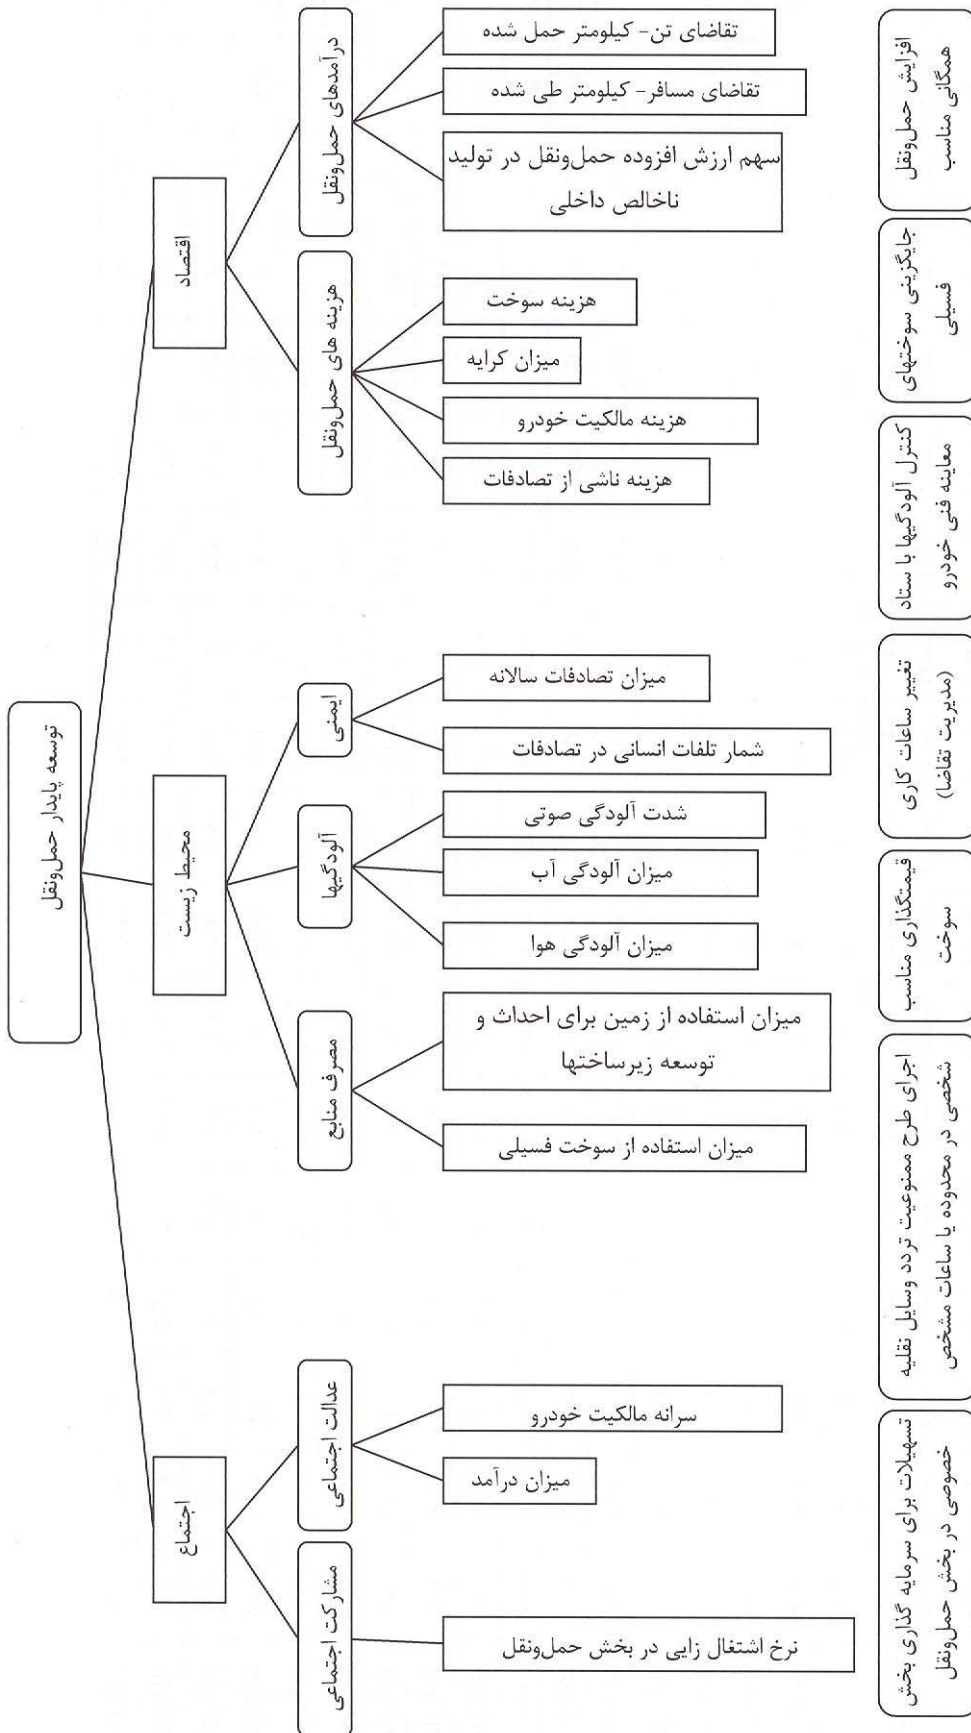 توسعه پایدار حمل‌ونقل
اقتصاد
محیط زیست
اجتماع
درآمدهای حمل‌ونقل
هزینه های حمل‌ونقل
ایمنی
آلودگیها
مصرف منابع
عدالت اجتماعی
مشارکت اجتماعی
تقاضای تن- کیلومتر حمل شده
تقاضای مسافر- کیلومتر طی شده
سهم ارزش افزوده حمل‌ونقل در تولید
ناخالص داخلی
هزینه سوخت
میزان کرایه
هزینه مالکیت خودرو
هزینه ناشی از تصادفات
میزان تصادفات سالانه
شمار تلفات انسانی در تصادفات
شدت آلودگی صوتی
میزان آلودگی آب
میزان آلودگی هوا
میزان استفاده از زمین برای احداث و
توسعه زیرساختها
میزان استفاده از سوخت فسیلی
سرانه مالکیت خودرو
میزان درآمد
نرخ اشتغال زایی در بخش حمل‌ونقل
افزایش حمل‌ونقل
همگانی مناسب
جایگزینی سوختهای
فسیلی
کنترل آلودگیها با ستاد
معاینه فنی خودرو
تغییر ساعات کاری
(مدیریت تقاضا)
قیمتگذاری مناسب
سوخت
اجرای طرح ممنوعیت تردد وسایل نقلیه
شخصی در محدوده یا ساعات مشخص
تسهیلات برای سرمایه گذاری بخش
خصوصی در بخش حمل‌ونقل